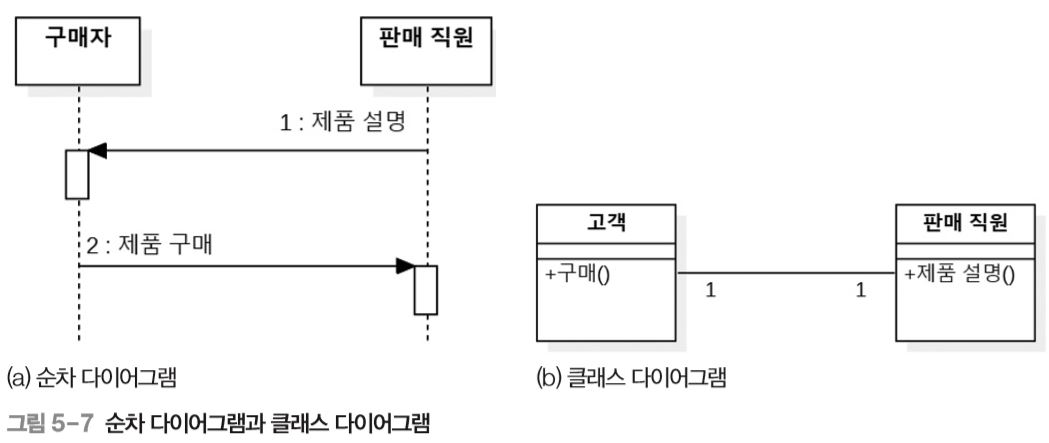 구매자
판매 직원
1 : 제품 설명
2 : 제품 구매
(a) 순차 다이어그램
고객
+구매()
판매 직원
+제품 설명()
1
1
(b) 클래스 다이어그램
그림 5-7 순차 다이어그램과 클래스 다이어그램